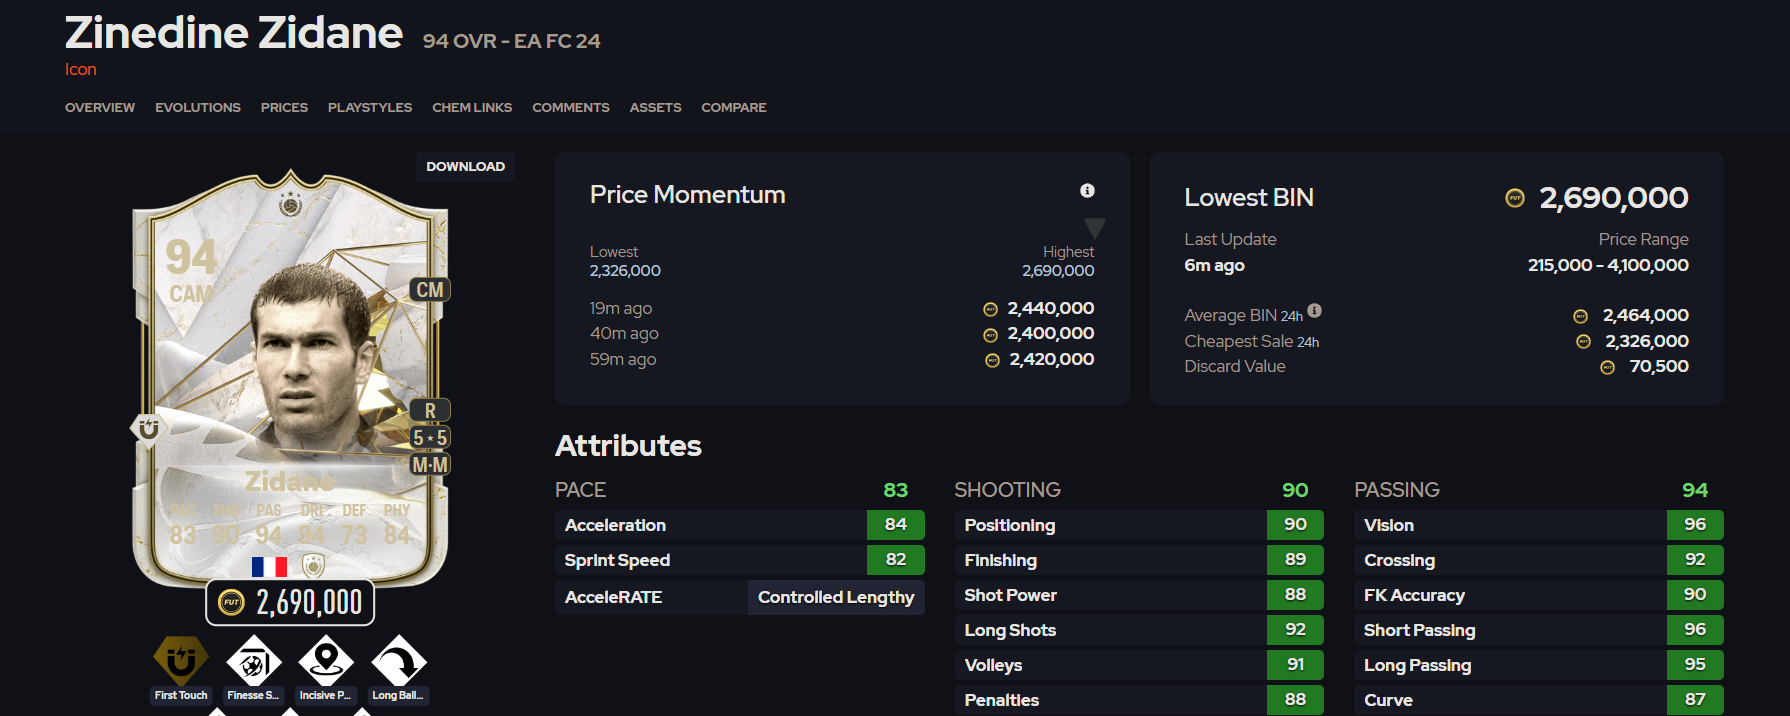 Zinedine Zidane 94 OVR - EA FC 24
Icon
OVERVIEW EVOLUTIONS PRICES PLAYSTYLES CHEM LINKS COMMENTS ASSETS COMPARE
DOWNLOAD
94
CAM
CM
R
5★5
M·M
Zidane
PAC SHO PAS DRI DEF PHY
83 90 94 94 73 84
FUT 2,690,000
First Touch Finesse S... Incisive P... Long Ball...
Price Momentum
Lowest Highest
2,326,000 2,690,000
19m ago 2,440,000
40m ago 2,400,000
59m ago 2,420,000
Lowest BIN FUT 2,690,000
Last Update Price Range
6m ago 215,000 - 4,100,000
Average BIN 24h 2,464,000
Cheapest Sale 24h 2,326,000
Discard Value 70,500
Attributes
PACE 83
Acceleration 84
Sprint Speed 82
AcceleRATE Controlled Lengthy
SHOOTING 90
Positioning 90
Finishing 89
Shot Power 88
Long Shots 92
Volleys 91
Penalties 88
PASSING 94
Vision 96
Crossing 92
FK Accuracy 90
Short Passing 96
Long Passing 95
Curve 87